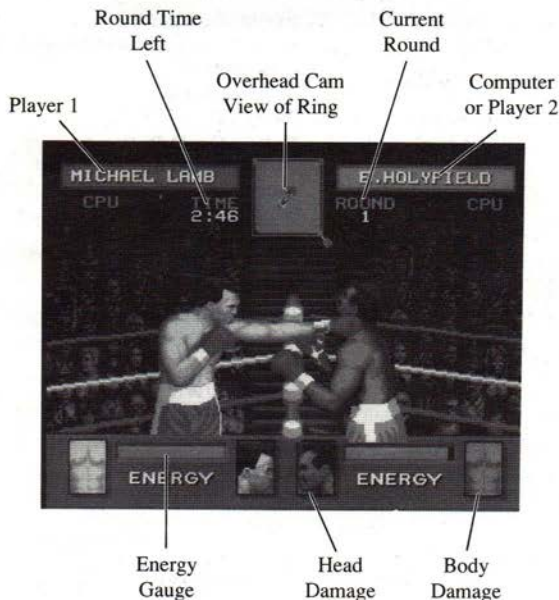 Round Time
Left
Current
Round
Overhead Cam
View of Ring
Player 1
Computer
or Player 2
MICHAEL LAMB
E.HOLYFIELD
CPU
TIME
ROUND
CPU
2:46
1
ENERGY
ENERGY
Energy
Gauge
Head
Damage
Body
Damage